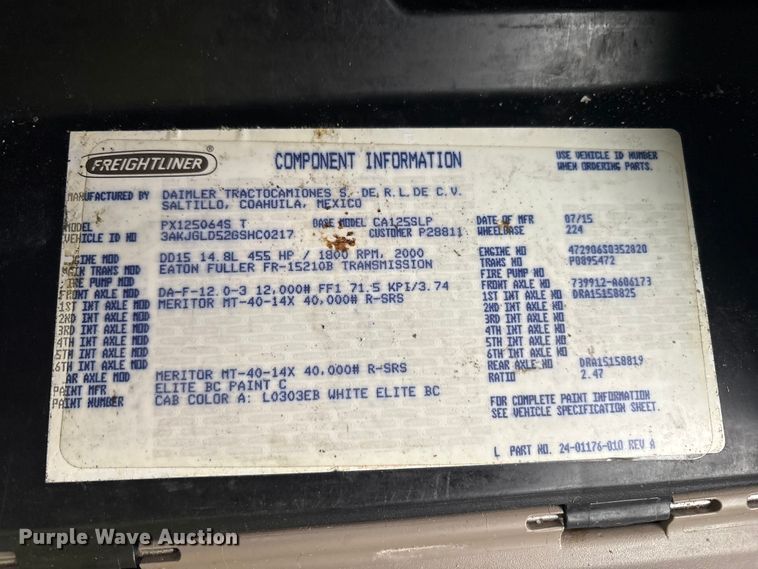 FREIGHTLINER
COMPONENT INFORMATION
USE VEHICLE ID NUMBER
WHEN ORDERING PARTS.
MANUFACTURED BY DAIMLER TRACTOCAMIONES S. DE.R.L.DE C.V.
SALTILLO, COAHUILA, MEXICO
MODEL PX125064S T BASE MODEL CA125SLP DATE OF MFR 07/15
VEHICLE ID NO 3AKJGLD52GSHC0217 CUSTOMER P28811 WHEELBASE 224
ENGINE MOD DD15 14.8L 455 HP / 1800 RPM, 2000 ENGINE NO 472906S0352820
MAIN TRANS MOD EATON FULLER FR-15210B TRANSMISSION TRANS NO P0895472
FIRE PUMP MOD FIRE PUMP NO
FRONT AXLE MOD DA-F-12.0-3 12,000# FF1 71.5 KPI/3.74 FRONT AXLE NO 739912-A606173
1ST INT AXLE MOD MERITOR MT-40-14X 40,000# R-SRS 1ST INT AXLE NO DRA15158825
2ND INT AXLE MOD 2ND INT AXLE NO
3RD INT AXLE MOD 3RD INT AXLE NO
4TH INT AXLE MOD 4TH INT AXLE NO
5TH INT AXLE MOD 5TH INT AXLE NO
6TH INT AXLE MOD 6TH INT AXLE NO
AR AXLE MOD MERITOR MT-40-14X 40,000# R-SRS REAR AXLE NO DRA15158819
PAINT MFR ELITE BC PAINT C RATIO 2.47
PAINT NUMBER CAB COLOR A: L0303EB WHITE ELITE BC
FOR COMPLETE PAINT INFORMATION
SEE VEHICLE SPECIFICATION SHEET.
L PART NO. 24-01176-010 REV A
Purple Wave Auction